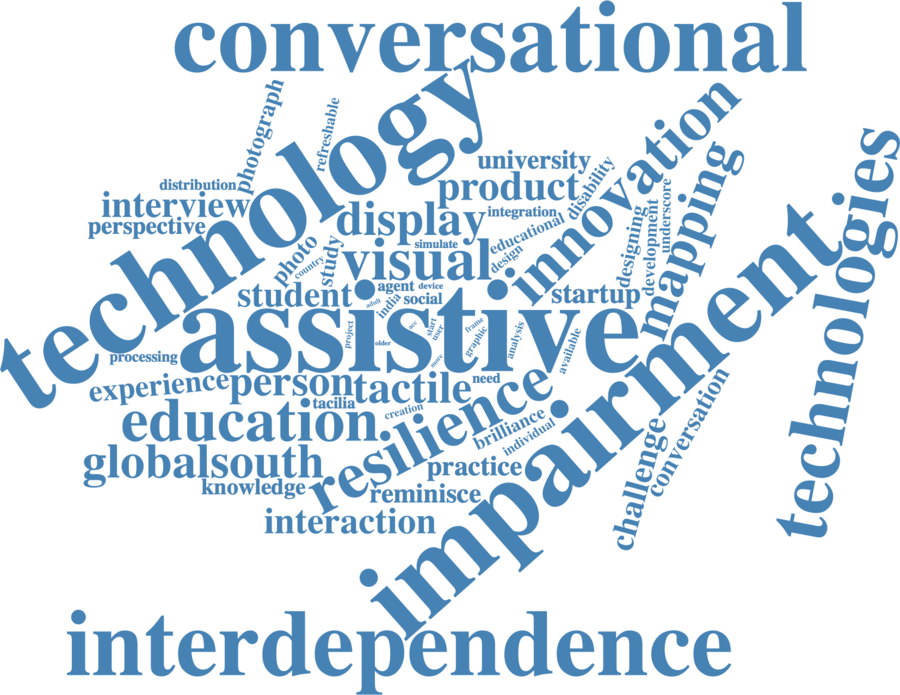 conversational
technology
photograph
refreshable
innovation
technologies
university
product
disability
mapping
distribution
interview
perspective
display
integration
educational
designing
development
underscore
simulate
design
photo
study
country
visual
student
agent
device
india
social
adult
startup
assistive
impairment
project
older
acc
start
user
frame
graphic
more
analysis
available
processing
experience
person
tactile
need
tacilia
creation
resilience
education
brilliance
individual
globalsouth
knowledge
practice
reminisce
interaction
challenge
conversation
interdependence